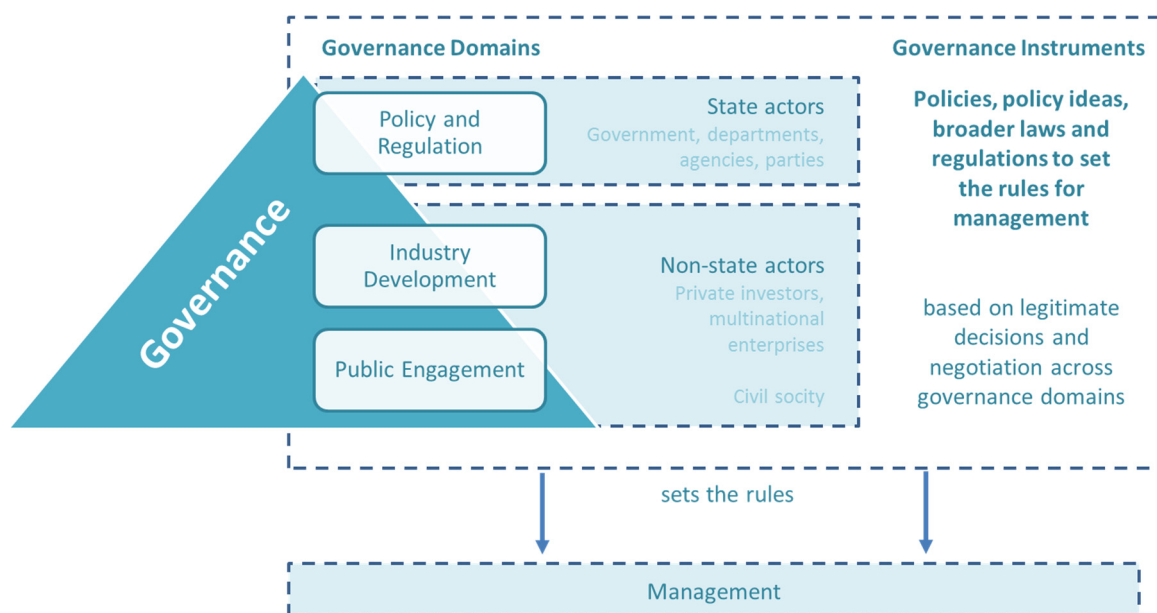 Governance Domains
Governance Instruments
Governance
Policy and
Regulation
State actors
Government, departments,
agencies, parties
Industry
Development
Public Engagement
Non-state actors
Private investors,
multinational
enterprises
Civil socity
Policies, policy ideas,
broader laws and
regulations to set
the rules for
management
based on legitimate
decisions and
negotiation across
governance domains
sets the rules
Management